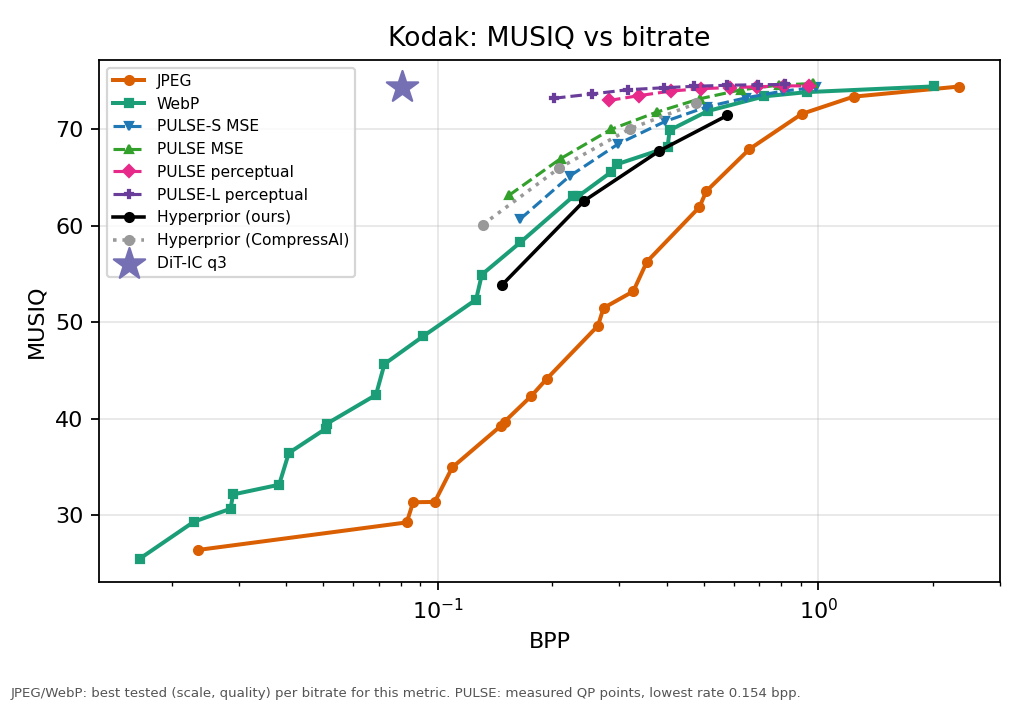 Kodak: MUSIQ vs bitrate
JPEG
WebP
PULSE-S MSE
PULSE MSE
PULSE perceptual
PULSE-L perceptual
Hyperprior (ours)
Hyperprior (CompressAI)
DiT-IC q3
70
60
50
40
30
MUSIQ
10⁻¹
10⁰
BPP
JPEG/WebP: best tested (scale, quality) per bitrate for this metric. PULSE: measured QP points, lowest rate 0.154 bpp.